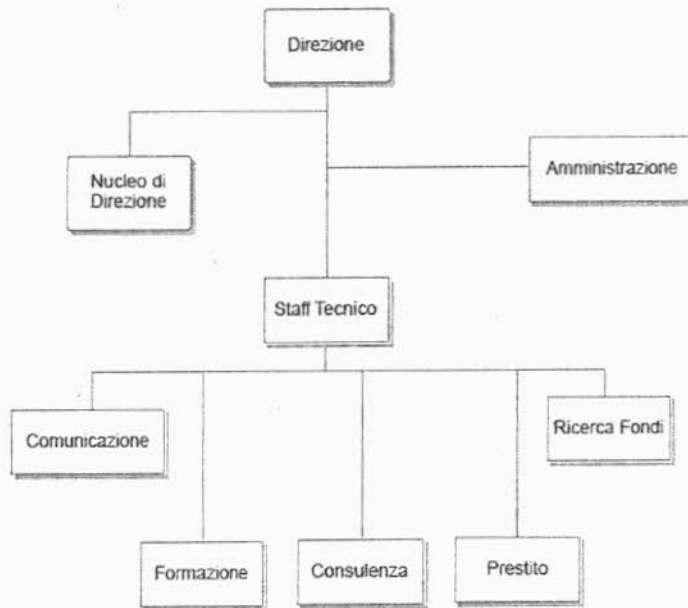 Direzione
Nucleo di
Direzione
Amministrazione
Staff Tecnico
Comunicazione
Ricerca Fondi
Formazione
Consulenza
Prestito